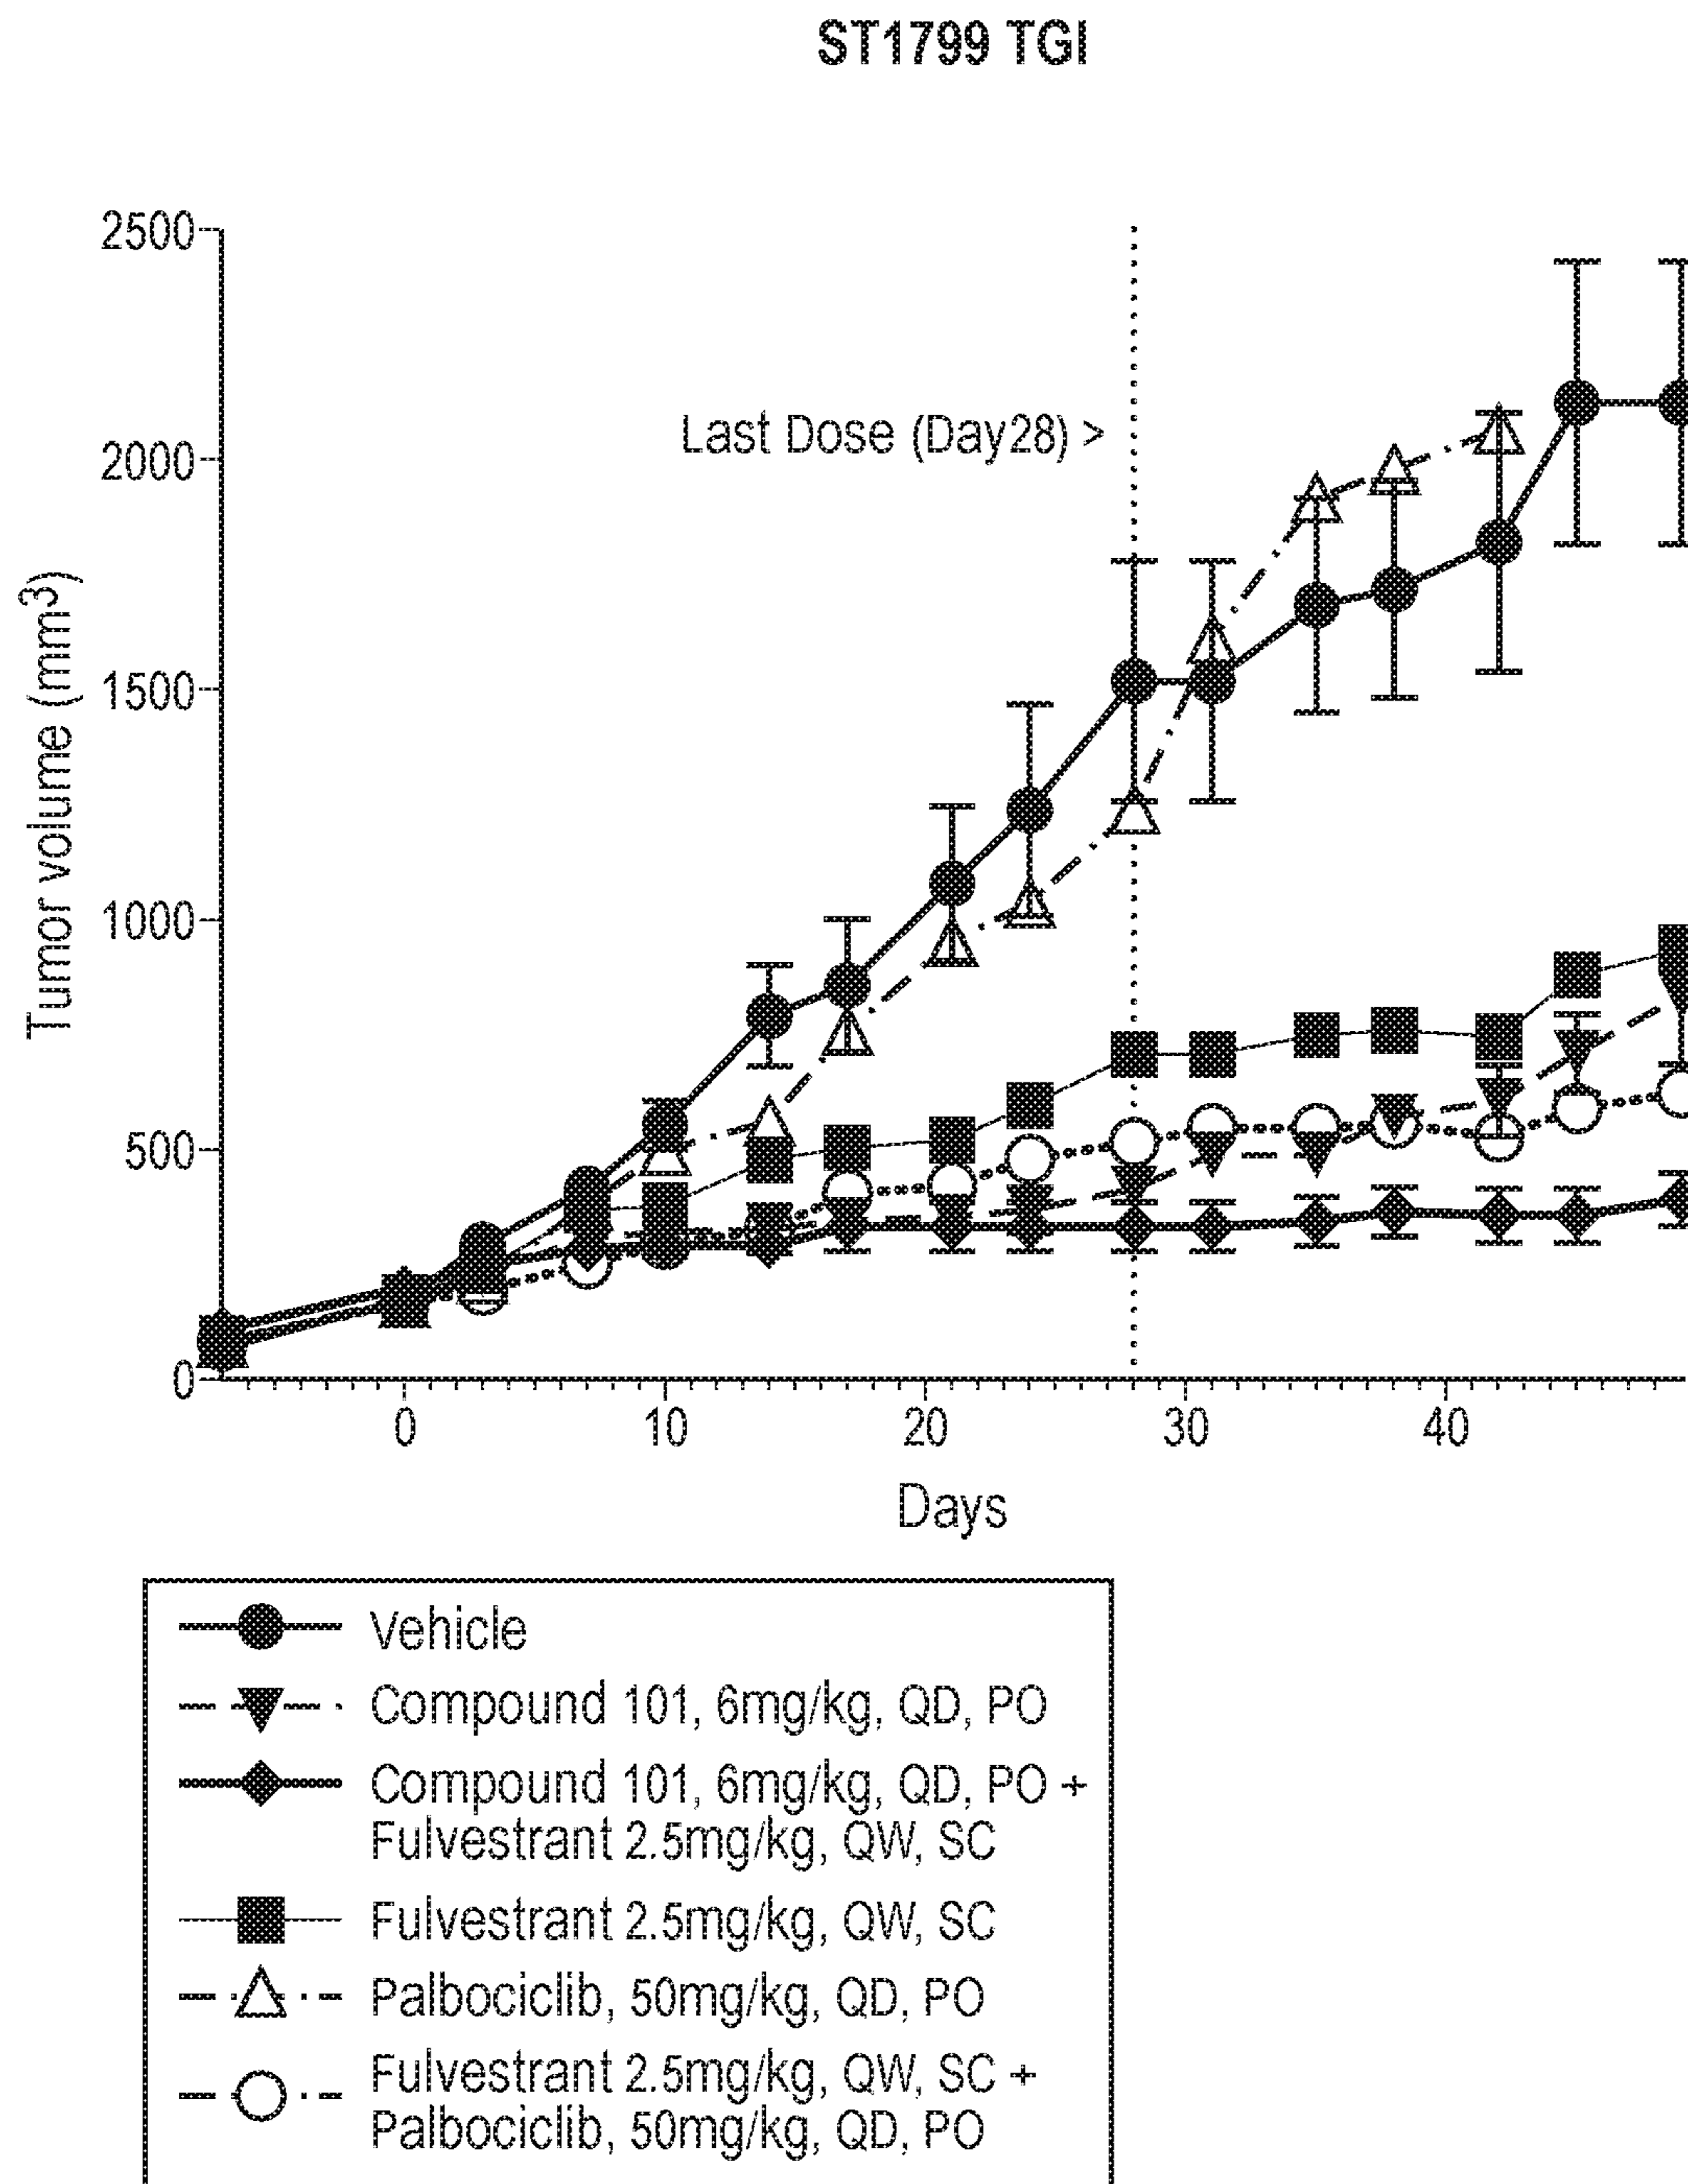 ST1799 TGI
2500
2000
1500
1000
500
0
Tumor volume (mm3)
Last Dose (Day28) >
0 10 20 30 40
Days
Vehicle
Compound 101, 6mg/kg, QD, PO
Compound 101, 6mg/kg, QD, PO +
Fulvestrant 2.5mg/kg, QW, SC
Fulvestrant 2.5mg/kg, QW, SC
Palbociclib, 50mg/kg, QD, PO
Fulvestrant 2.5mg/kg, QW, SC +
Palbociclib, 50mg/kg, QD, PO